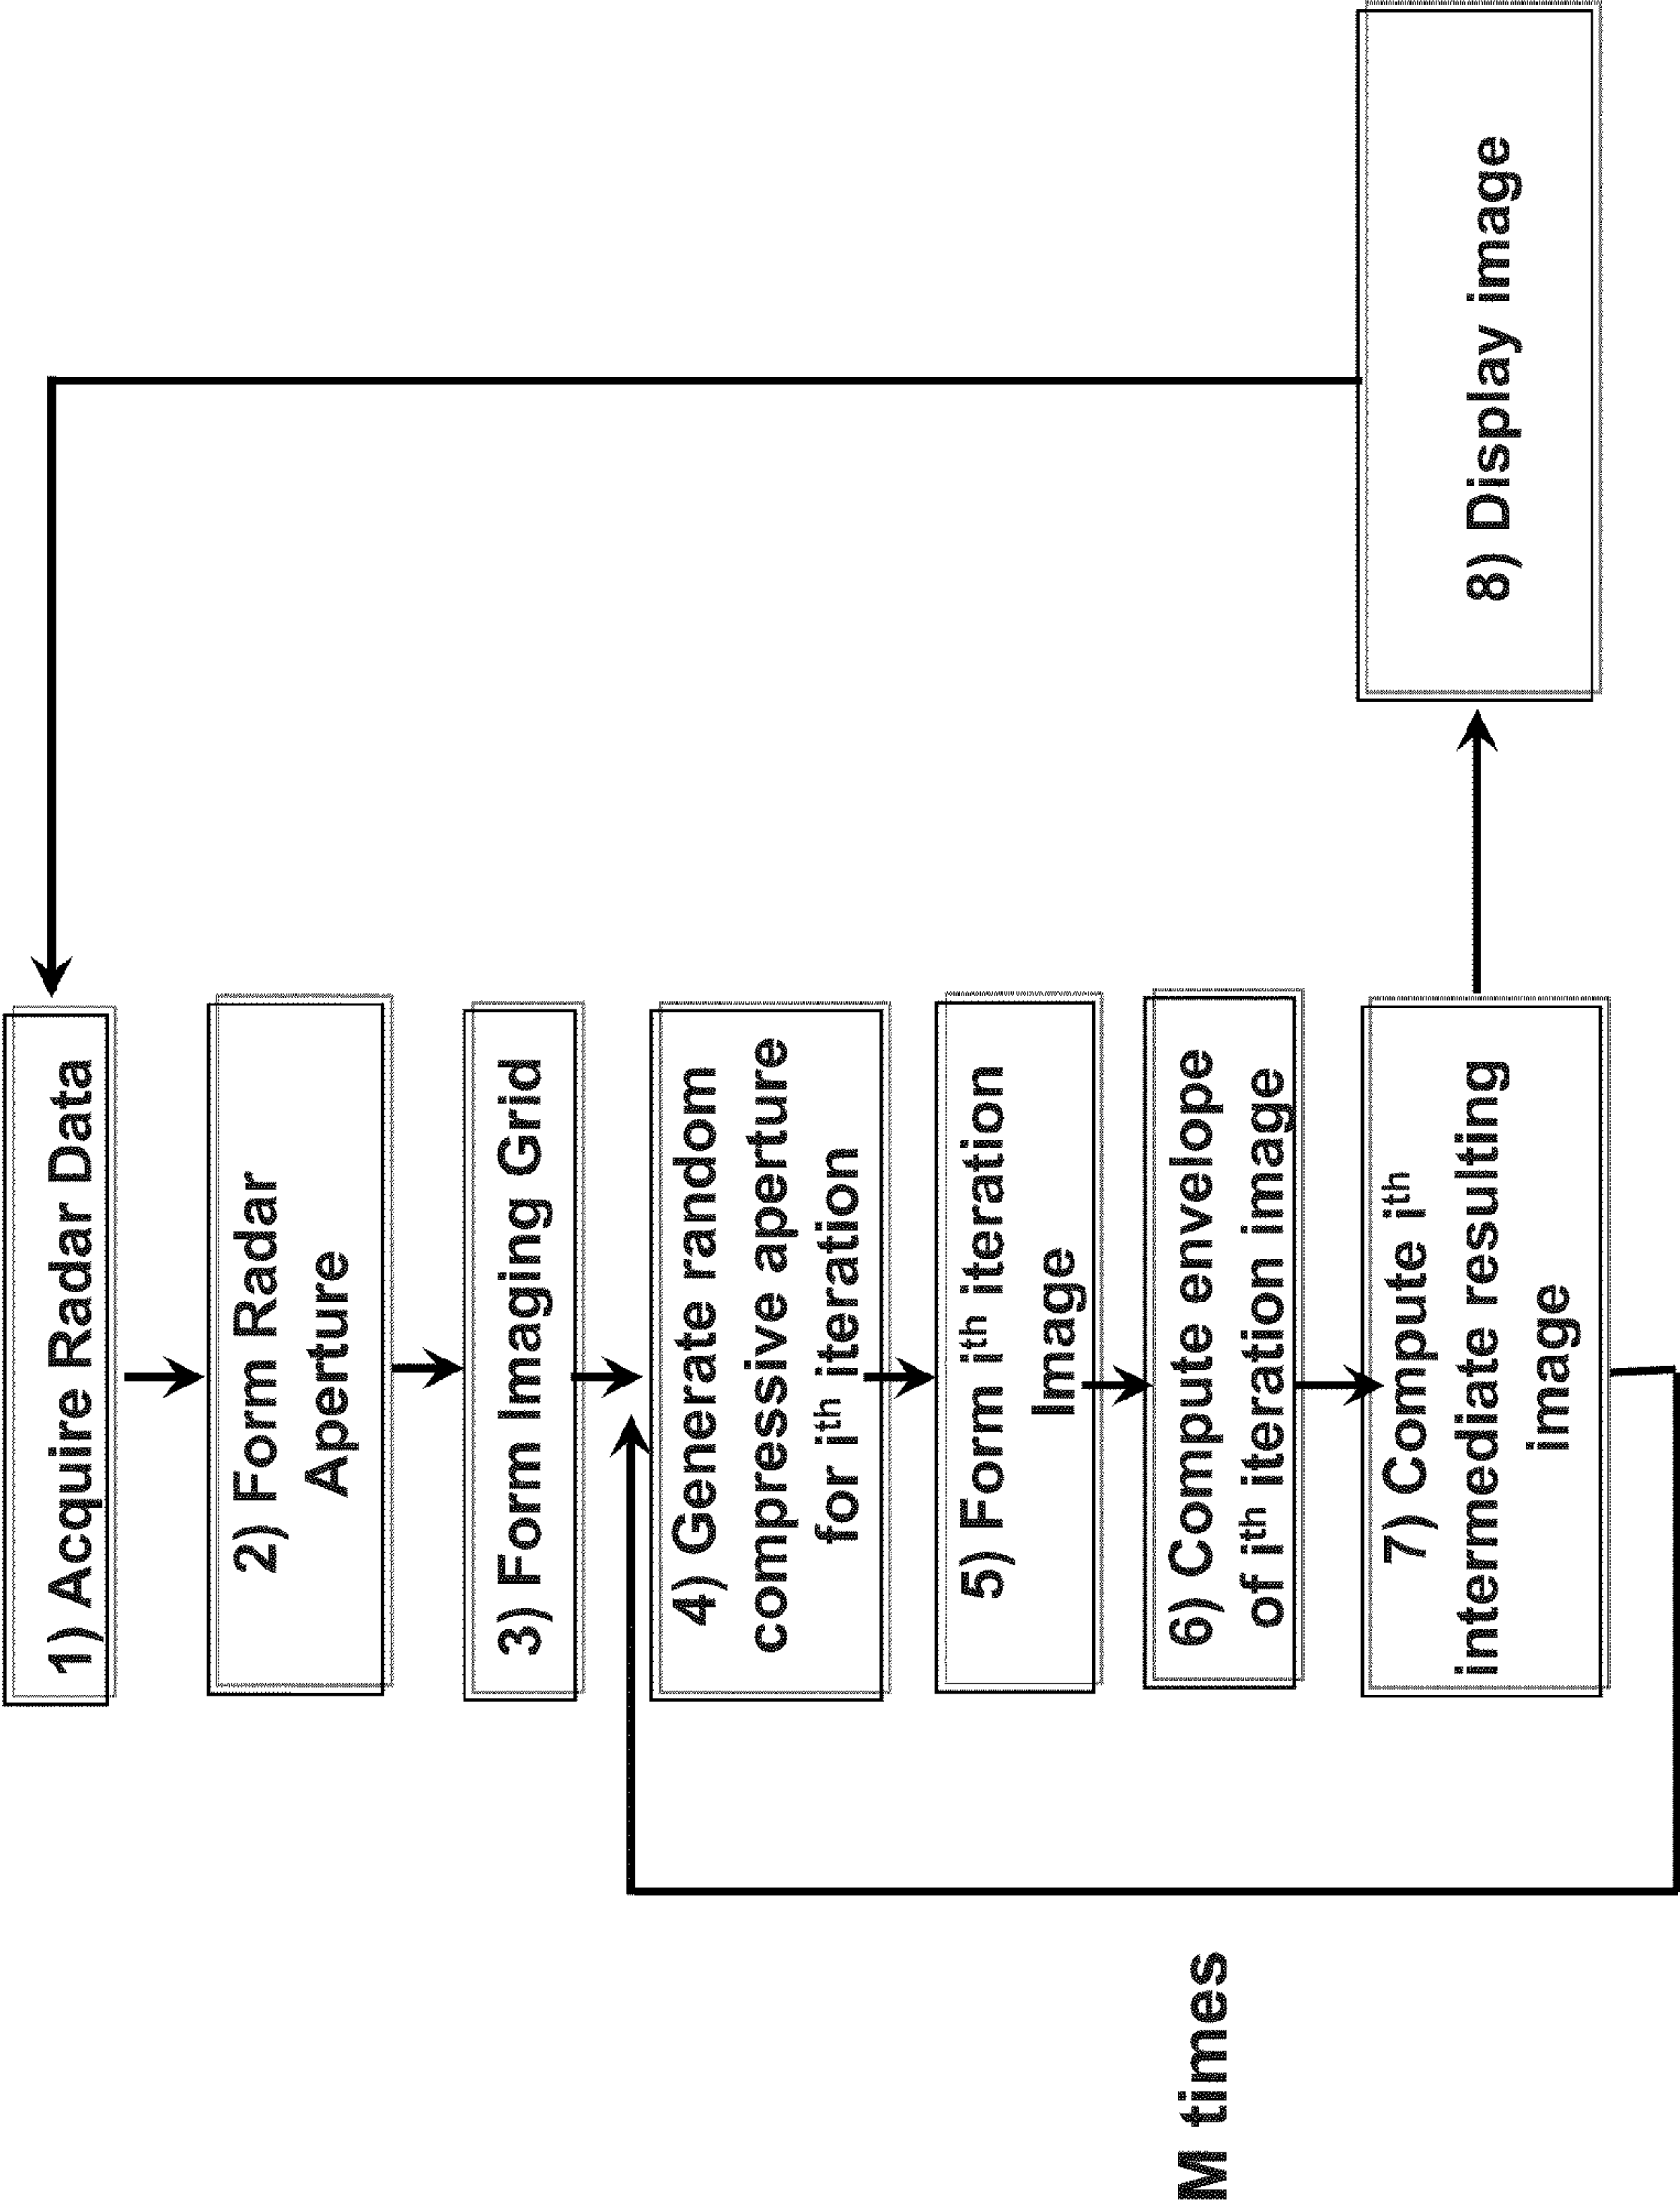 1) Acquire Radar Data
2) Form Radar
Aperture
3) Form Imaging Grid
4) Generate random
compressive aperture
for iᵗʰ iteration
5) Form iᵗʰ iteration
Image
6) Compute envelope
of iᵗʰ iteration image
7) Compute iᵗʰ
intermediate resulting
image
8) Display image
M times